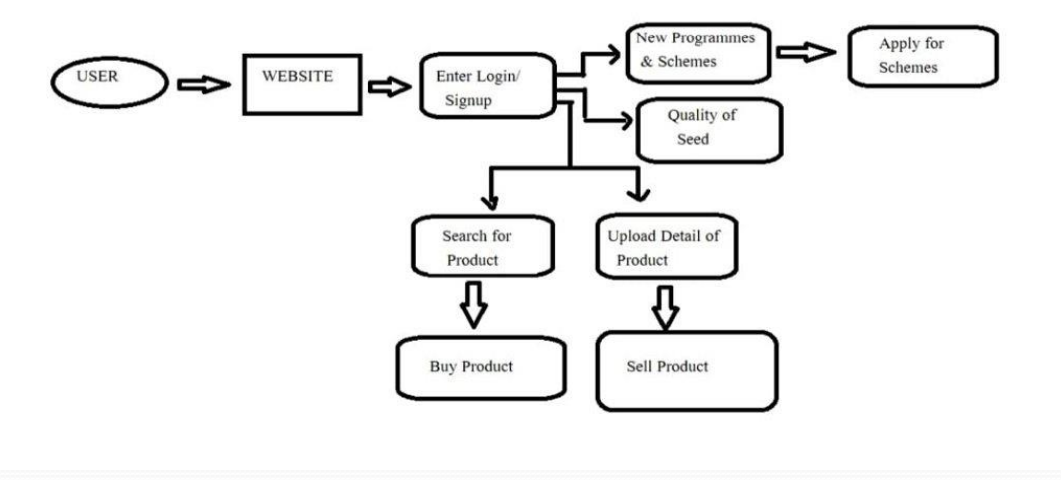 USER
WEBSITE
Enter Login/
Signup
New Programmes
& Schemes
Apply for
Schemes
Quality of
Seed
Search for
Product
Upload Detail of
Product
Buy Product
Sell Product